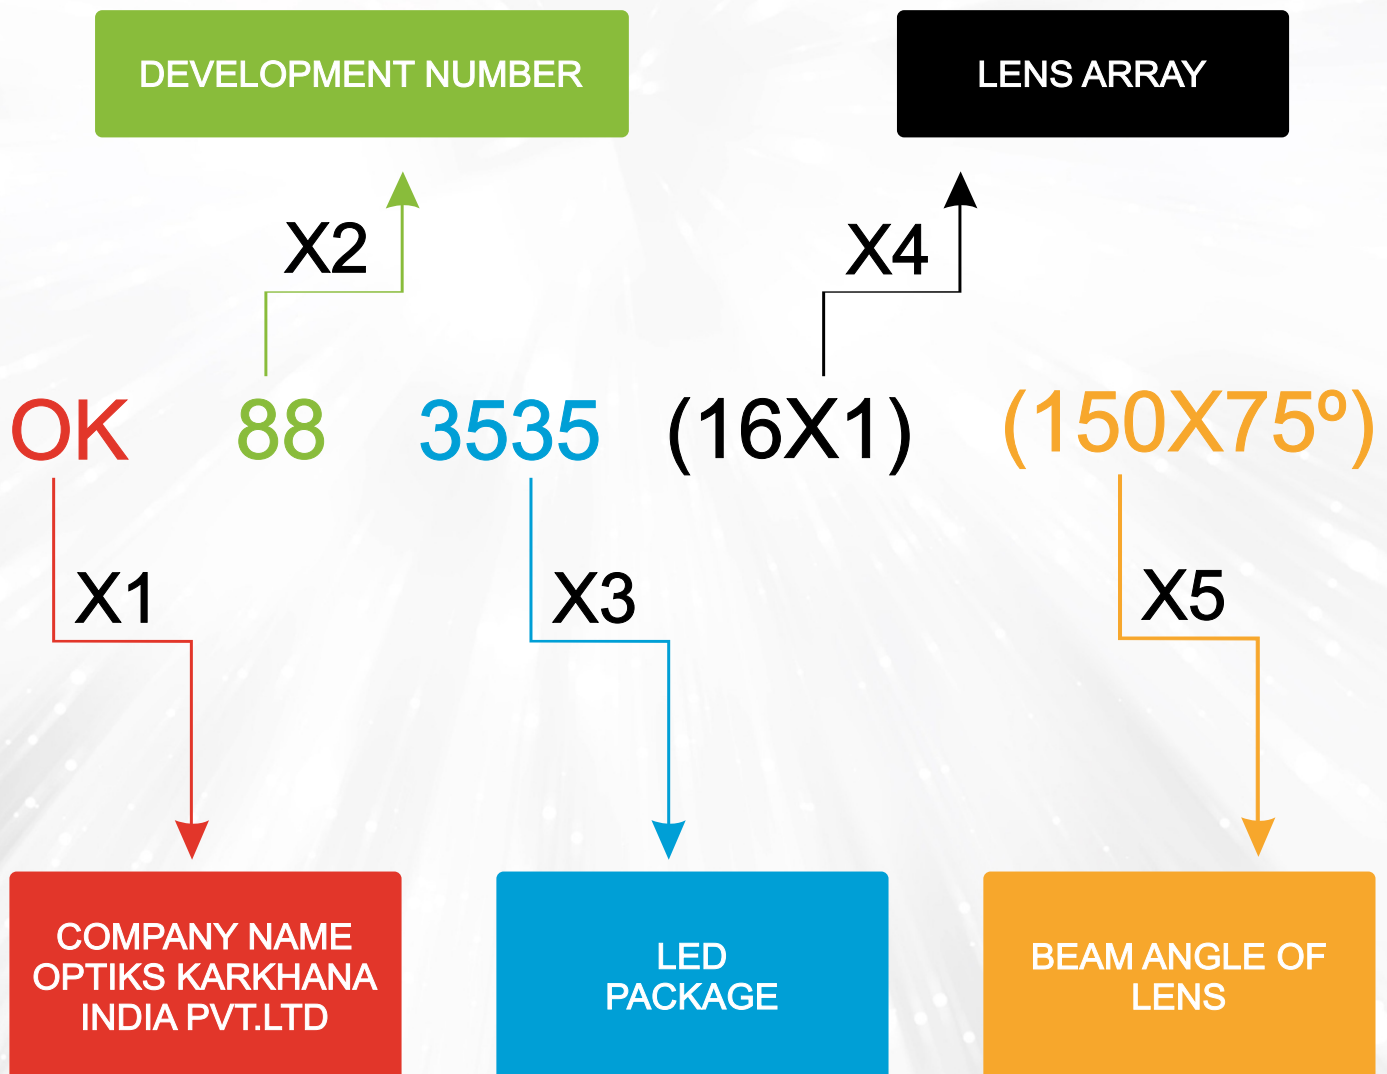 DEVELOPMENT NUMBER
LENS ARRAY
X2
X4
OK 88 3535 (16X1) (150X75º)
X1
X3
X5
COMPANY NAME
OPTIKS KARKHANA
INDIA PVT.LTD
LED
PACKAGE
BEAM ANGLE OF
LENS